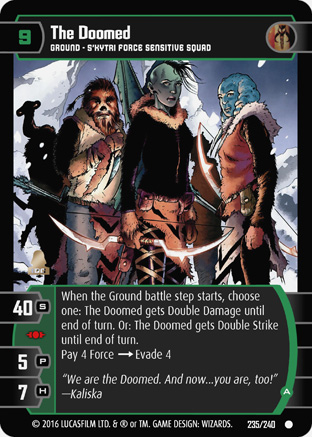 9
The Doomed
GROUND - S'KYTRI FORCE SENSITIVE SQUAD
40 S
5 P
7 H
When the Ground battle step starts, choose
one: The Doomed gets Double Damage until
end of turn. Or: The Doomed gets Double Strike
until end of turn.
Pay 4 Force → Evade 4
“We are the Doomed. And now...you are, too!”
—Kaliska
A
© 2016 LUCASFILM LTD. & ® or TM. GAME DESIGN: WIZARDS.
235/240